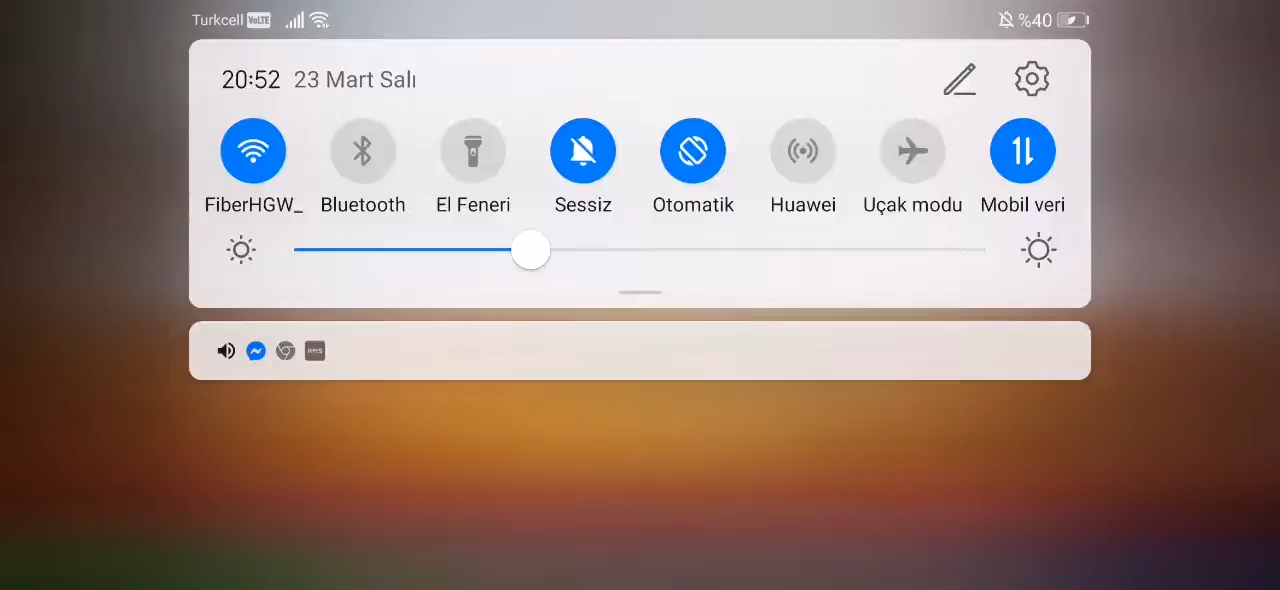 Turkcell VoLTE %40
20:52 23 Mart Salı
FiberHGW_ Bluetooth El Feneri Sessiz Otomatik Huawei Uçak modu Mobil veri
HMS